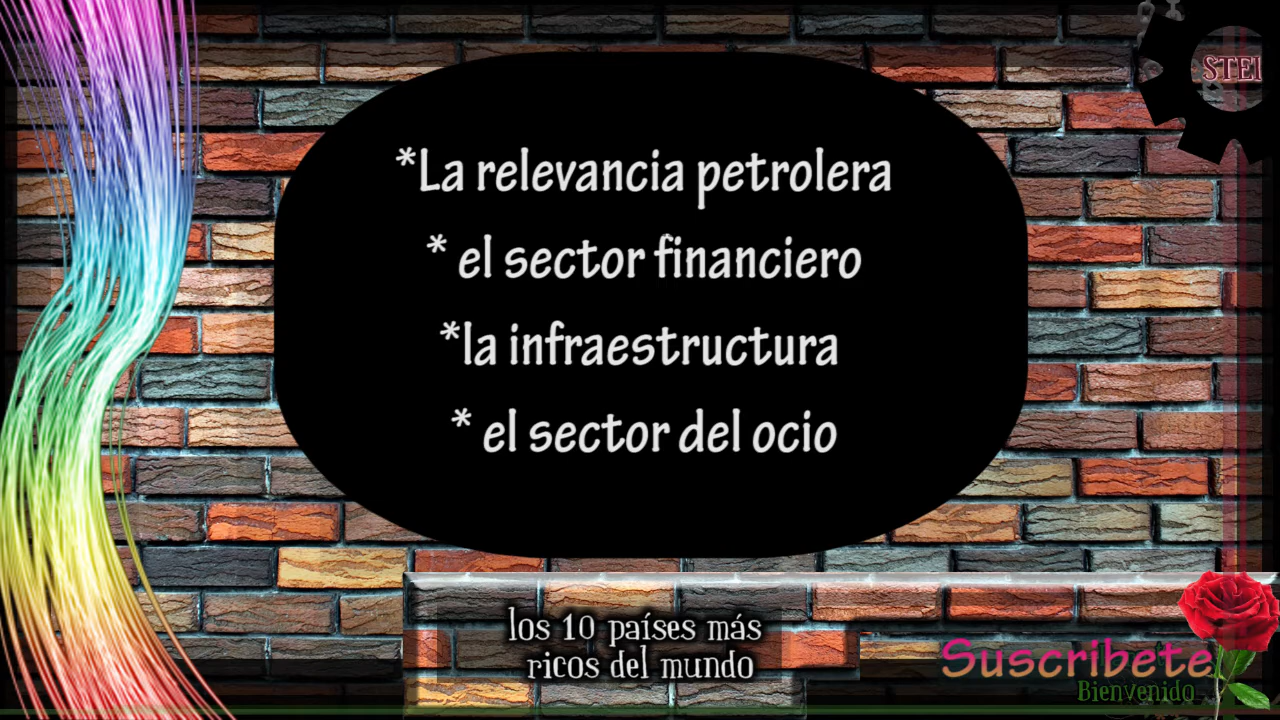 STE1
*La relevancia petrolera
* el sector financiero
*la infraestructura
* el sector del ocio
los 10 países más
ricos del mundo
Suscribete
Bienvenido